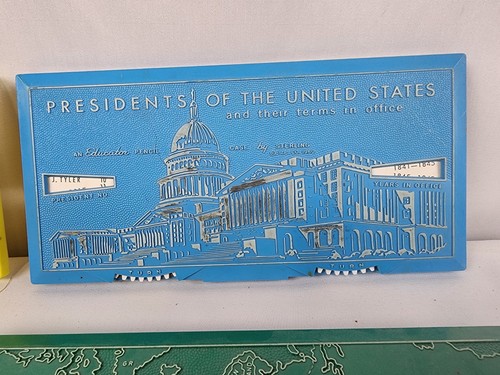 PRESIDENTS OF THE UNITED STATES
and their terms in office
AN Educator PENCIL CASE by STERLING
J. TYLER 10
1841-1845
PRESIDENT NO.
YEARS IN OFFICE
TURN
TURN